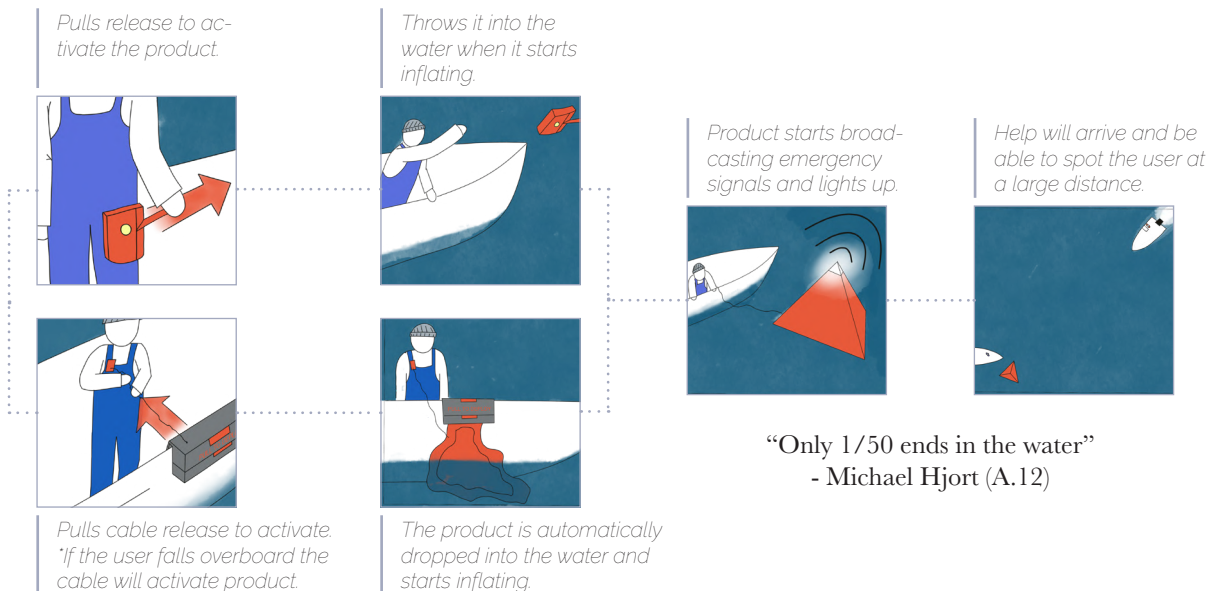 Pulls release to ac-
tivate the product.
Throws it into the
water when it starts
inflating.
Product starts broad-
casting emergency
signals and lights up.
Help will arrive and be
able to spot the user at
a large distance.
Pulls cable release to activate.
*If the user falls overboard the
cable will activate product.
The product is automatically
dropped into the water and
starts inflating.
“Only 1/50 ends in the water”
- Michael Hjort (A.12)